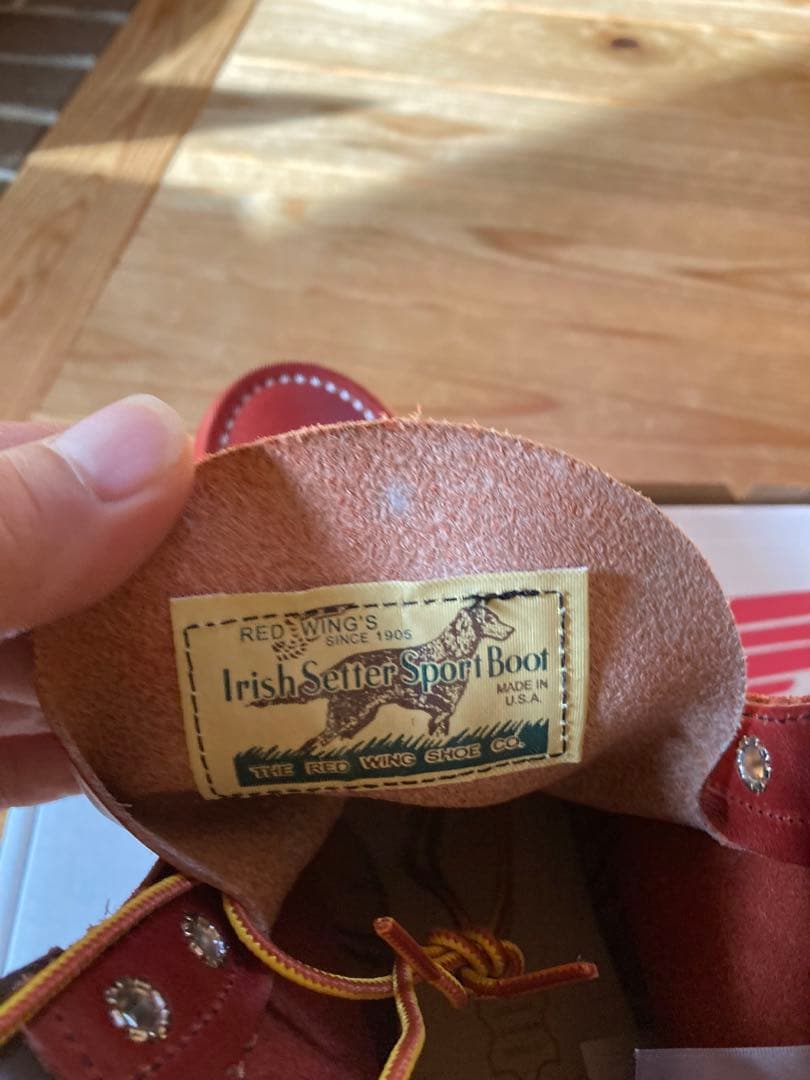 RED WING'S
SINCE 1905
Irish Setter Sport Boot
MADE IN
U.S.A.
THE RED WING SHOE CO.